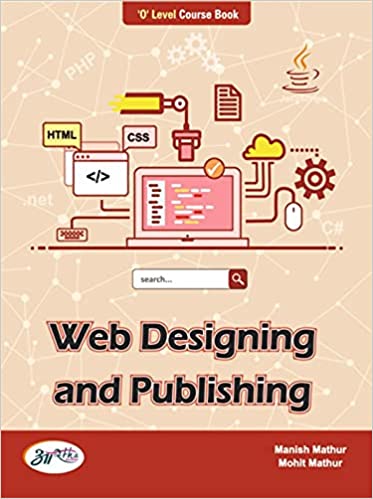 'O' Level Course Book
PHP
HTML
CSS
</>
.net
C#
search...
Web Designing
and Publishing
Manish Mathur
Mohit Mathur